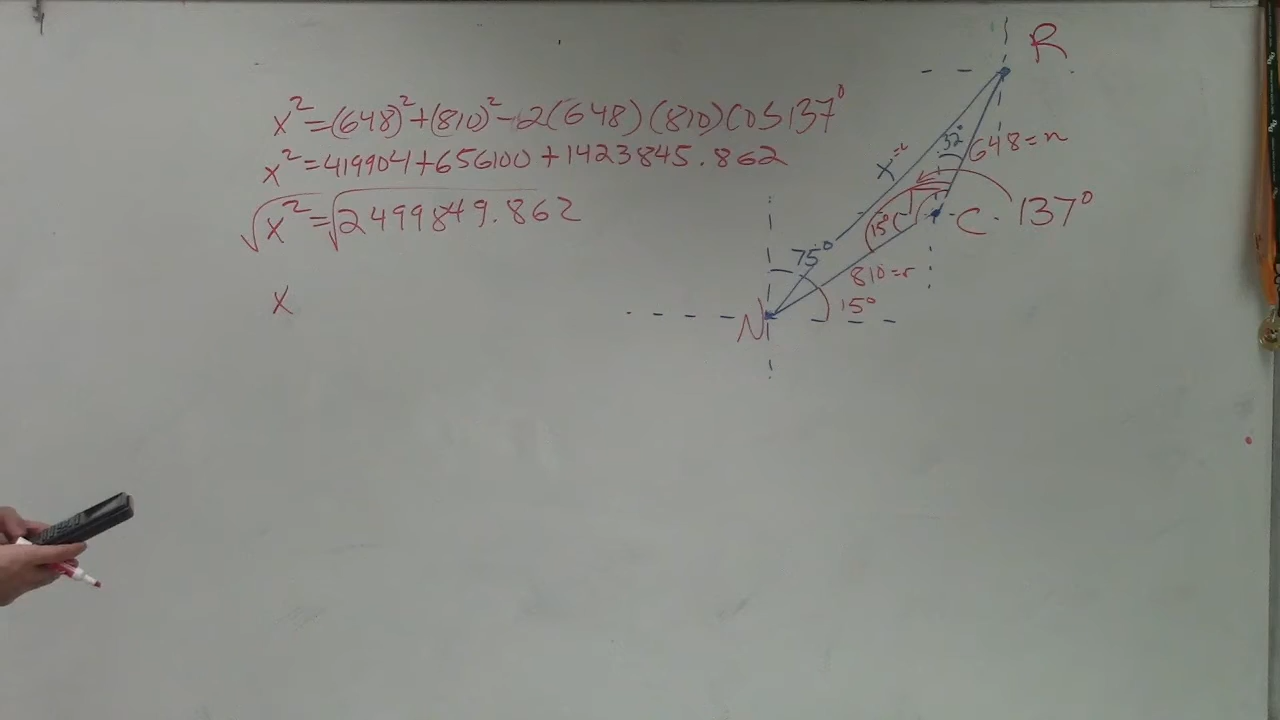 x²=(648)²+(810)²-2(648)(810)Cos137°
x²=419904+656100+1423845.862
√x²=√2499849.862
x
R
32°
648=n
x=c
15°
C
137°
75°
810=r
15°
N